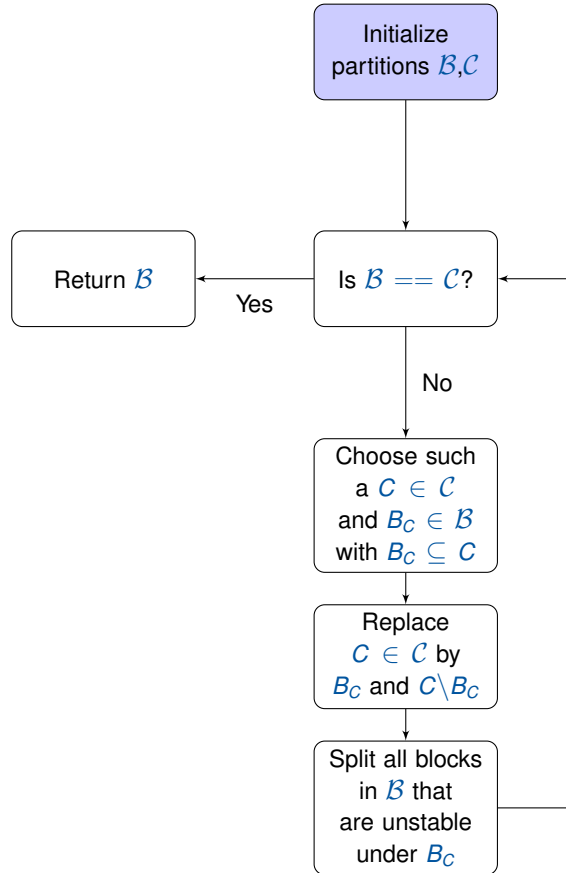 Initialize
partitions ℬ,𝒞
Return ℬ
Is ℬ == 𝒞?
Yes
No
Choose such
a C ∈ 𝒞
and B_C ∈ ℬ
with B_C ⊆ C
Replace
C ∈ 𝒞 by
B_C and C\B_C
Split all blocks
in ℬ that
are unstable
under B_C